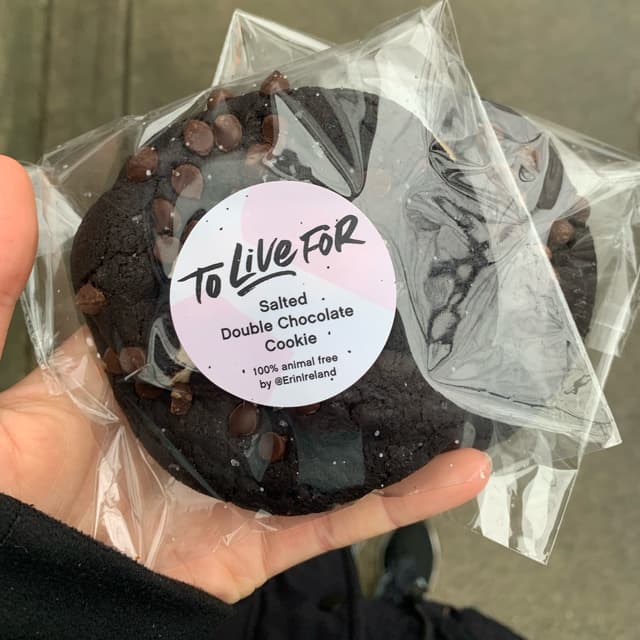 To Live For
Salted
Double Chocolate
Cookie
100% animal free
by @ErinIreland